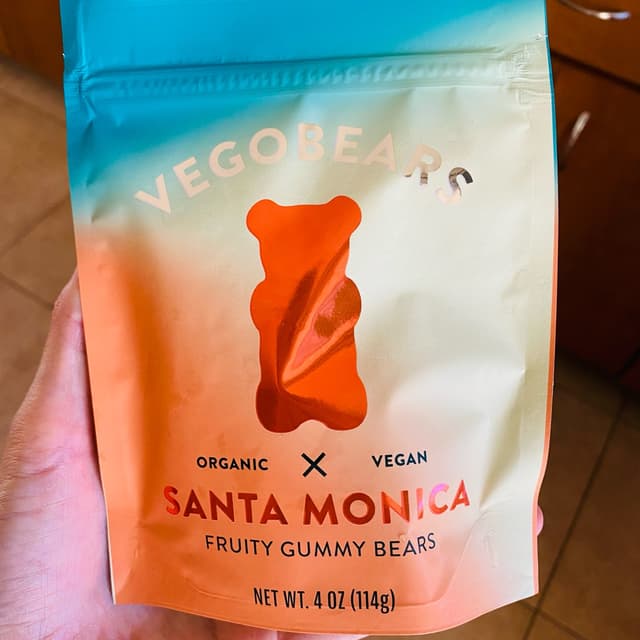 VEGOBEARS
ORGANIC X VEGAN
SANTA MONICA
FRUITY GUMMY BEARS
NET WT. 4 OZ (114g)